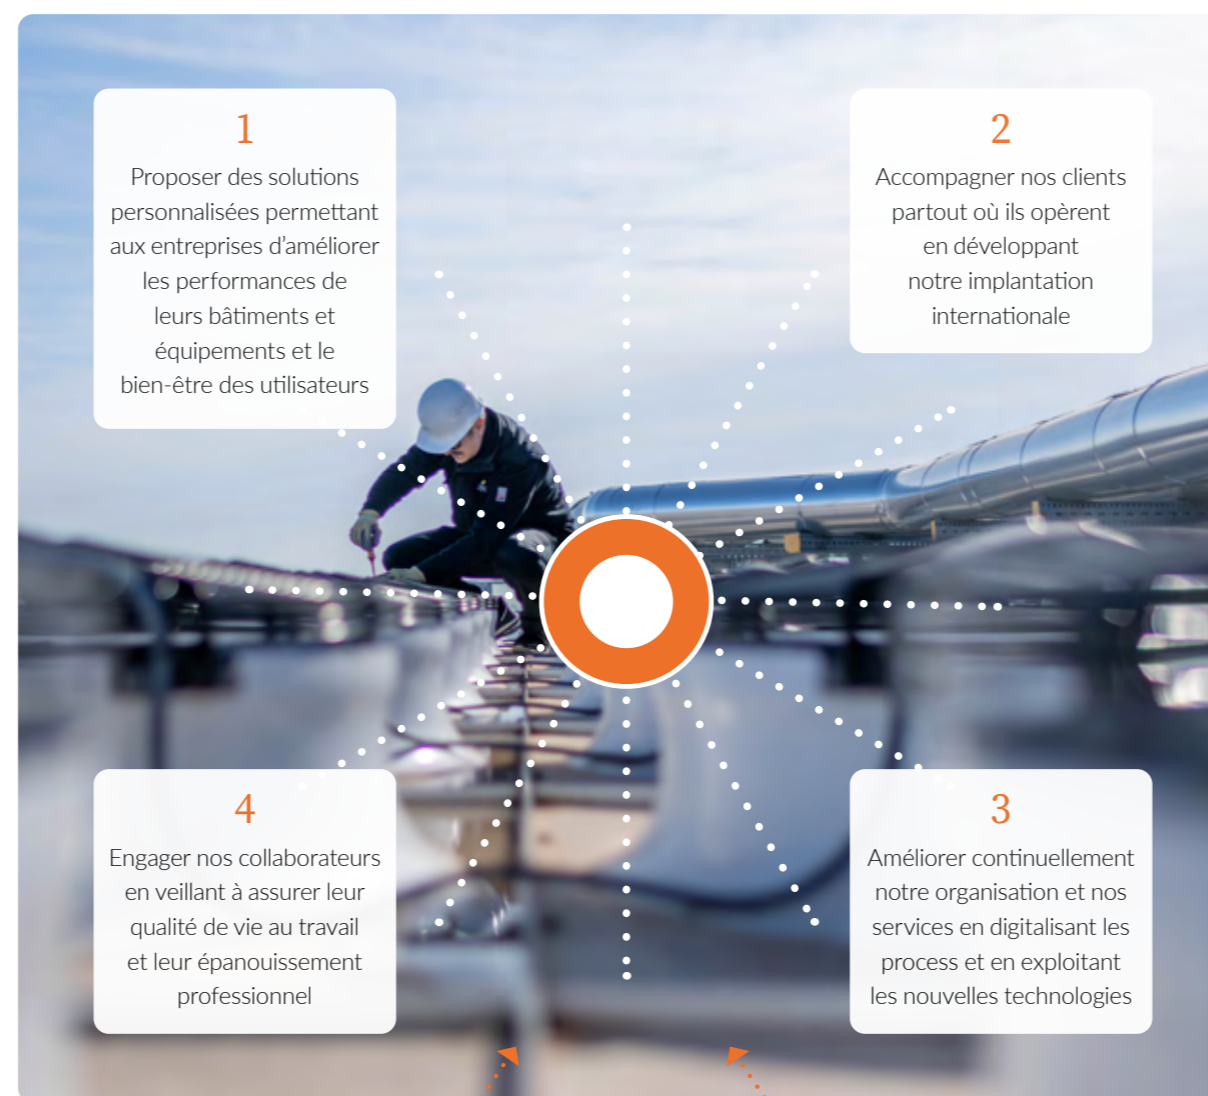 1
Proposer des solutions
personnalisées permettant
aux entreprises d’améliorer
les performances de
leurs bâtiments et
équipements et le
bien-être des utilisateurs
2
Accompagner nos clients
partout où ils opèrent
en développant
notre implantation
internationale
4
Engager nos collaborateurs
en veillant à assurer leur
qualité de vie au travail
et leur épanouissement
professionnel
3
Améliorer continuellement
notre organisation et nos
services en digitalisant les
process et en exploitant
les nouvelles technologies